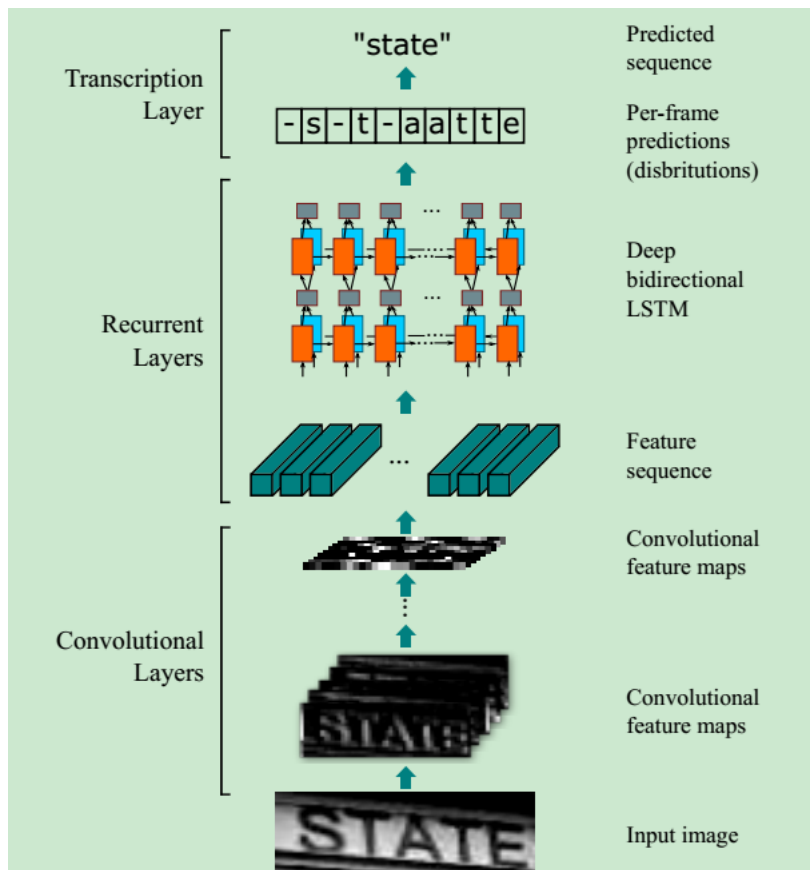 "state"
Predicted
sequence
Transcription
Layer
-s-t-aatte
Per-frame
predictions
(disbritutions)
...
...
Deep
bidirectional
LSTM
Recurrent
Layers
...
Feature
sequence
Convolutional
feature maps
...
Convolutional
Layers
STATE
Convolutional
feature maps
STATE
Input image